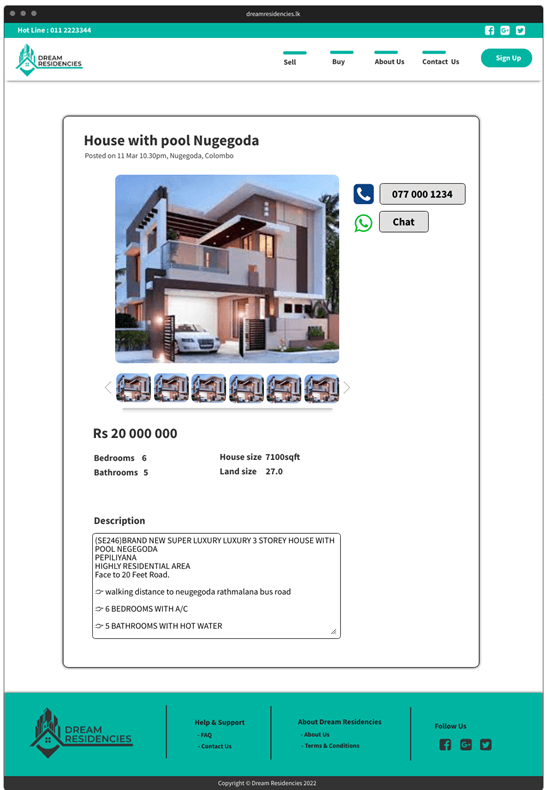 dreamresidencies.lk
Hot Line : 011 2223344
DREAM
RESIDENCIES
Sell
Buy
About Us
Contact Us
Sign Up
House with pool Nugegoda
Posted on 11 Mar 10.30pm, Nugegoda, Colombo
077 000 1234
Chat
Rs 20 000 000
Bedrooms 6
House size 7100sqft
Bathrooms 5
Land size 27.0
Description
(SE246)BRAND NEW SUPER LUXURY LUXURY 3 STOREY HOUSE WITH
POOL NEGEGODA
PEPILIYANA
HIGHLY RESIDENTIAL AREA
Face to 20 Feet Road.
👉 walking distance to neugegoda rathmalana bus road
👉 6 BEDROOMS WITH A/C
👉 5 BATHROOMS WITH HOT WATER
DREAM
RESIDENCIES
Help & Support
- FAQ
- Contact Us
About Dream Residencies
- About Us
- Terms & Conditions
Follow Us
Copyright © Dream Residencies 2022